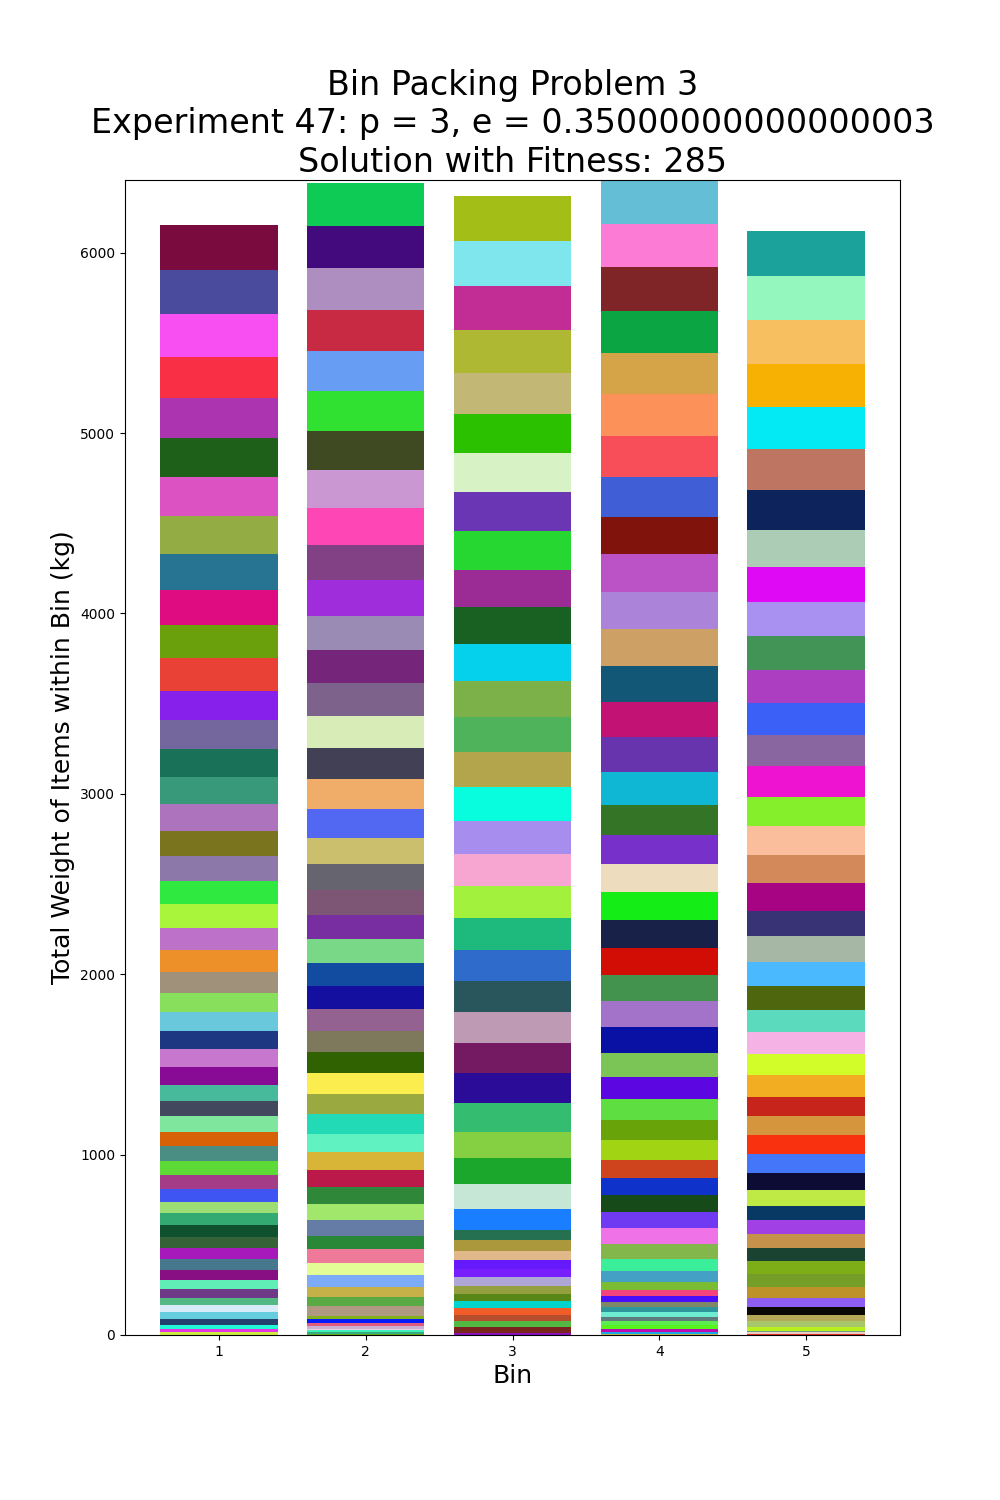 Bin Packing Problem 3
Experiment 47: p = 3, e = 0.35000000000000003
Solution with Fitness: 285
Total Weight of Items within Bin (kg)
6000
5000
4000
3000
2000
1000
0
1 2 3 4 5
Bin